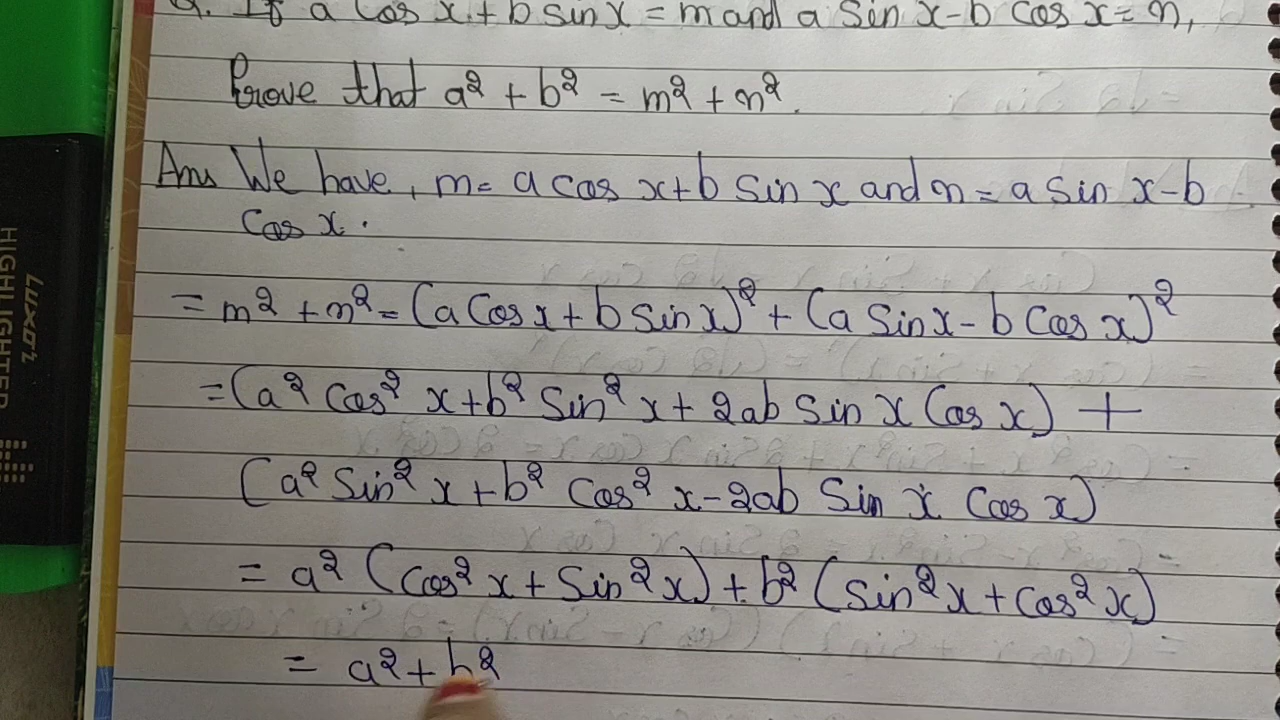 Q. If a Cos x + b sin x = m and a Sin x - b Cos x = n,
Prove that a² + b² = m² + n².
Ans We have, m = a cos x + b sin x and n = a sin x - b
Cos x.
= m² + n² = (a Cos x + b sin x)² + (a Sin x - b Cos x)²
= (a² Cos² x + b² Sin² x + 2ab Sin x Cos x) +
(a² Sin² x + b² Cos² x - 2ab Sin x Cos x)
= a² (cos² x + Sin² x) + b² (sin² x + cos² x)
= a² + b²
LUXOR
HIGHLIGHTER